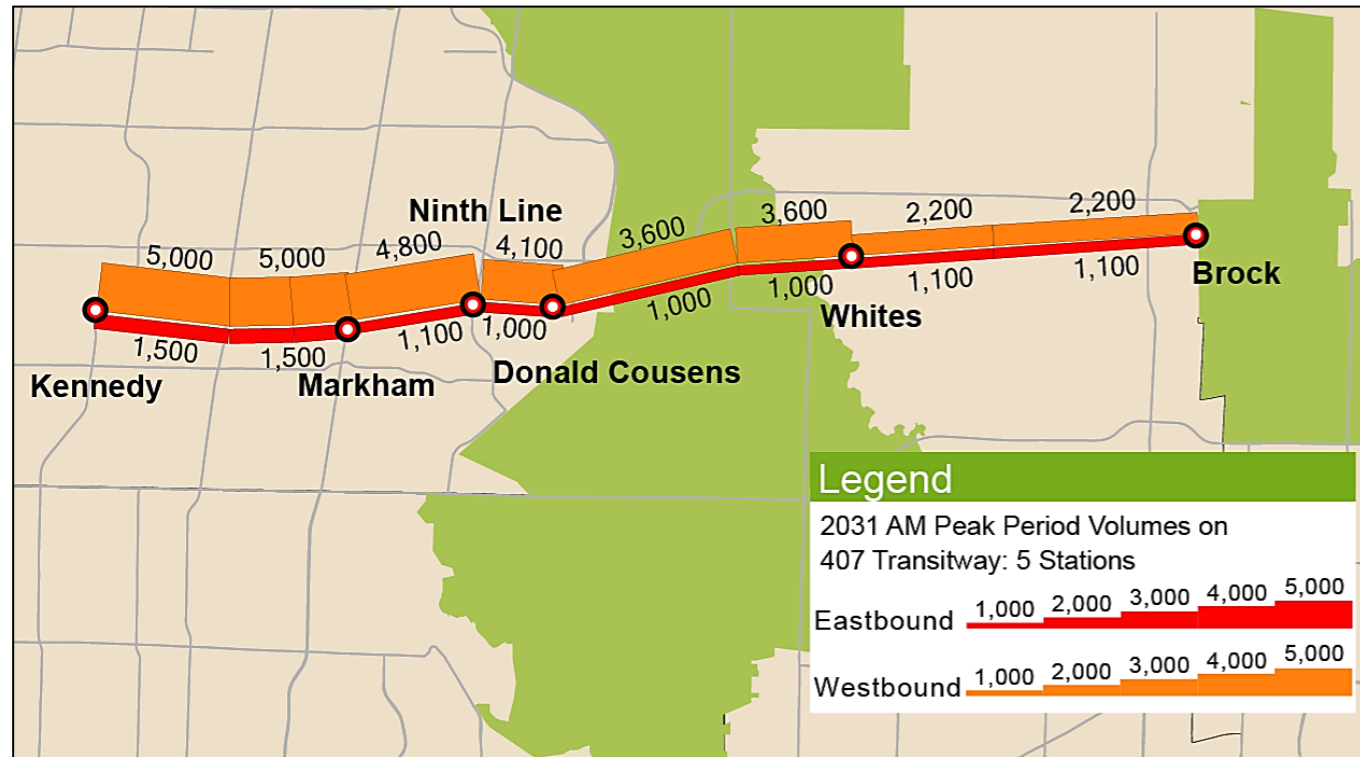 Ninth Line
5,000
5,000
4,800
4,100
3,600
3,600
2,200
2,200
1,500
1,500
1,100
1,000
1,000
1,000
1,100
1,100
Kennedy
Markham
Donald Cousens
Whites
Brock
Legend
2031 AM Peak Period Volumes on
407 Transitway: 5 Stations
Eastbound 1,000 2,000 3,000 4,000 5,000
Westbound 1,000 2,000 3,000 4,000 5,000